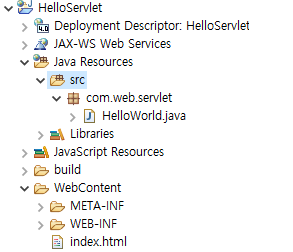 HelloServlet
Deployment Descriptor: HelloServlet
JAX-WS Web Services
Java Resources
src
com.web.servlet
HelloWorld.java
Libraries
JavaScript Resources
build
WebContent
META-INF
WEB-INF
index.html